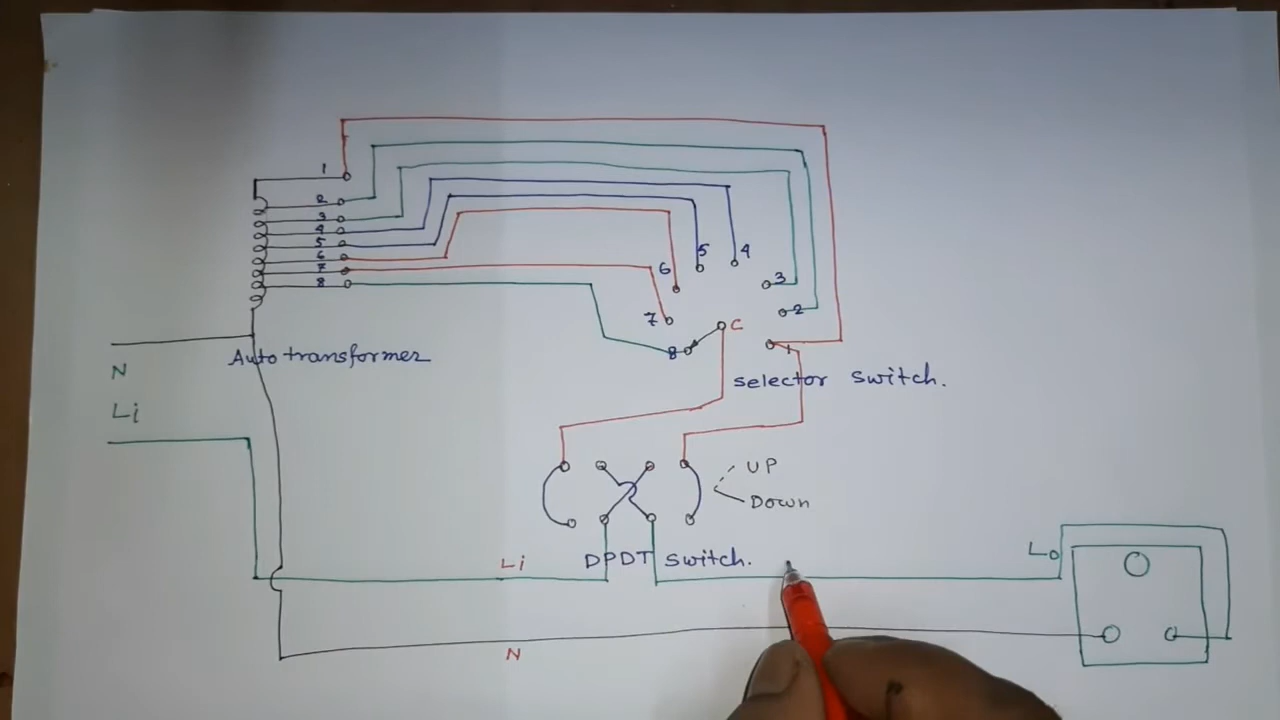 1
2
3
4
5
6
7
8
5
4
6
3
2
7
C
8
1
N
Auto transformer
Li
selector switch.
UP
Down
Li
DPDT switch.
Lo
N